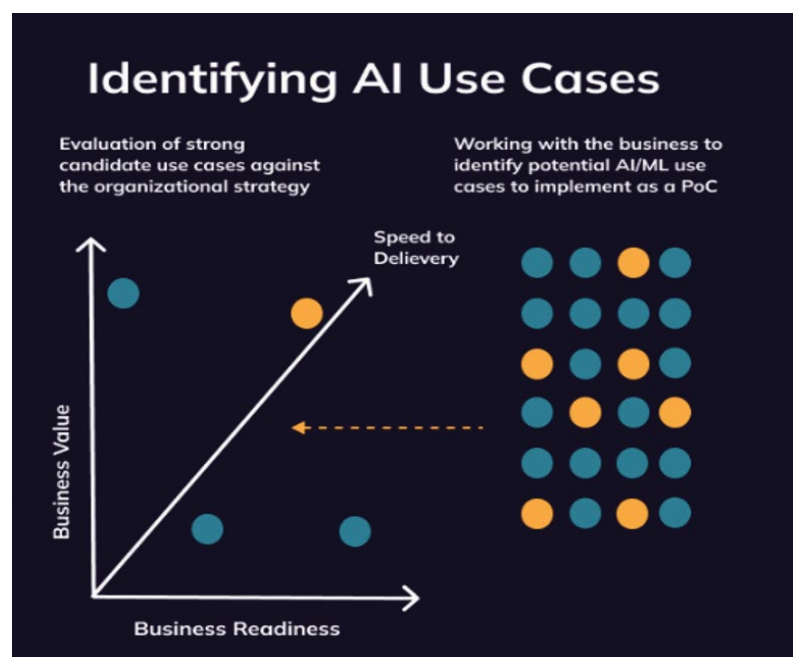 Identifying AI Use Cases
Evaluation of strong
candidate use cases against
the organizational strategy
Working with the business to
identify potential AI/ML use
cases to implement as a PoC
Speed to
Delievery
Business Value
Business Readiness